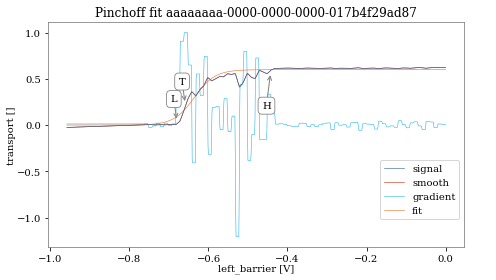 Pinchoff fit aaaaaaaa-0000-0000-0000-017b4f29ad87
1.0
0.5
0.0
−0.5
−1.0
transport []
T
L
H
signal
smooth
gradient
fit
−1.0 −0.8 −0.6 −0.4 −0.2 0.0
left_barrier [V]